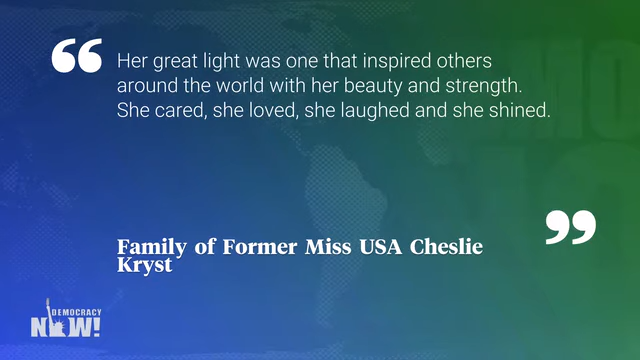 “
Her great light was one that inspired others
around the world with her beauty and strength.
She cared, she loved, she laughed and she shined.
”
Family of Former Miss USA Cheslie
Kryst
DEMOCRACY
NOW!